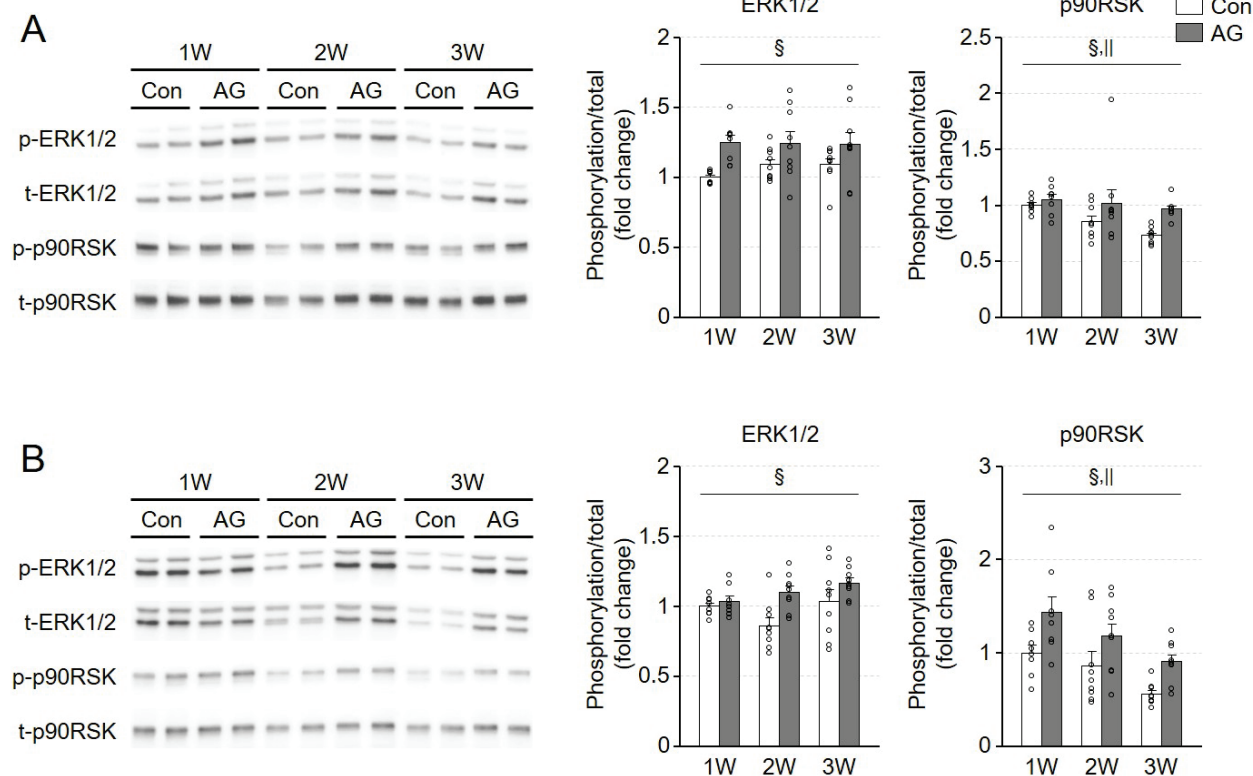 A
1W 2W 3W
Con AG Con AG Con AG
p-ERK1/2
t-ERK1/2
p-p90RSK
t-p90RSK
ERK1/2
Phosphorylation/total
(fold change)
2
1.5
1
0.5
0
§
1W 2W 3W
p90RSK
Phosphorylation/total
(fold change)
2.5
2
1.5
1
0.5
0
§,||
1W 2W 3W
Con
AG
B
1W 2W 3W
Con AG Con AG Con AG
p-ERK1/2
t-ERK1/2
p-p90RSK
t-p90RSK
ERK1/2
Phosphorylation/total
(fold change)
2
1.5
1
0.5
0
§
1W 2W 3W
p90RSK
Phosphorylation/total
(fold change)
3
2
1
0
§,||
1W 2W 3W